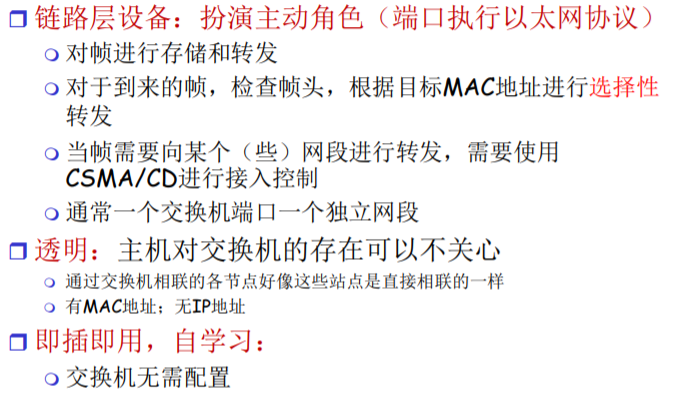 链路层设备：扮演主动角色（端口执行以太网协议）
对帧进行存储和转发
对于到来的帧，检查帧头，根据目标MAC地址进行选择性
转发
当帧需要向某个（些）网段进行转发，需要使用
CSMA/CD进行接入控制
通常一个交换机端口一个独立网段
透明：主机对交换机的存在可以不关心
通过交换机相联的各节点好像这些站点是直接相联的一样
有MAC地址；无IP地址
即插即用，自学习：
交换机无需配置